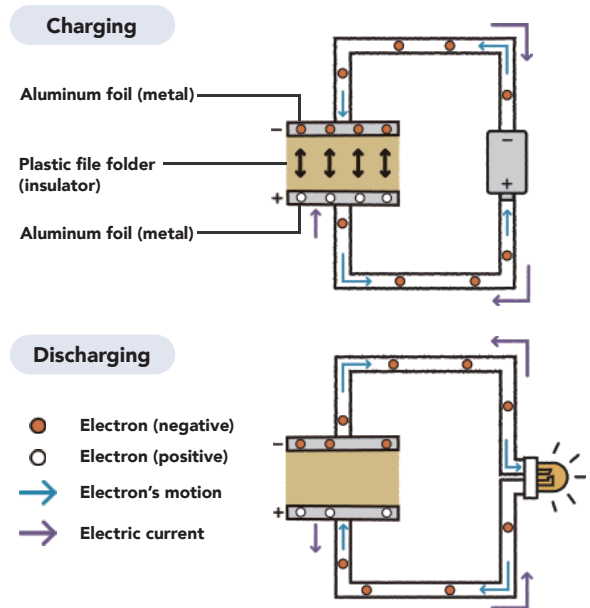 Charging
Aluminum foil (metal)
Plastic file folder
(insulator)
Aluminum foil (metal)
−
+
−
+
Discharging
Electron (negative)
Electron (positive)
Electron's motion
Electric current
−
+